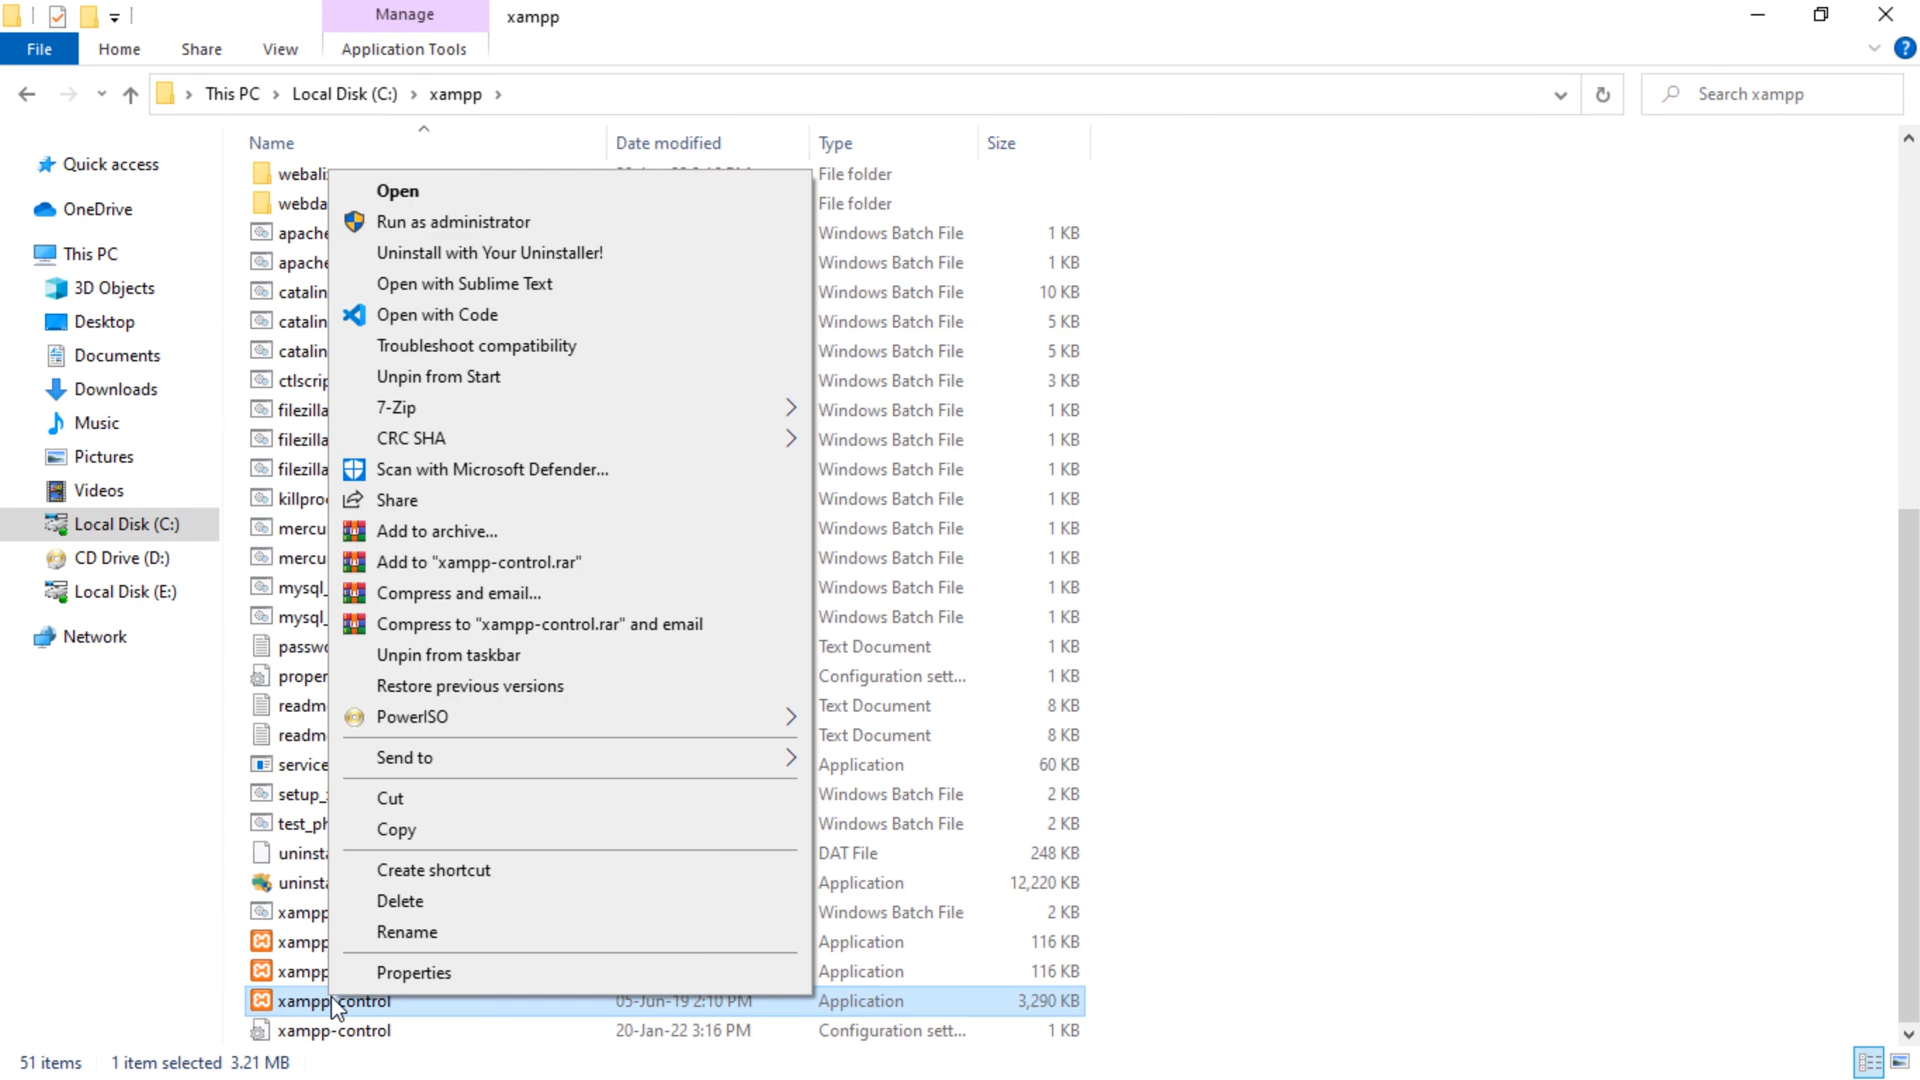 Manage
xampp
File
Home
Share
View
Application Tools
This PC
Local Disk (C:)
xampp
Search xampp
Name
Date modified
Type
Size
Quick access
OneDrive
This PC
3D Objects
Desktop
Documents
Downloads
Music
Pictures
Videos
Local Disk (C:)
CD Drive (D:)
Local Disk (E:)
Network
webali
File folder
webda
File folder
apache
Windows Batch File
1 KB
apache
Windows Batch File
1 KB
catalin
Windows Batch File
10 KB
catalin
Windows Batch File
5 KB
catalin
Windows Batch File
5 KB
ctlscrip
Windows Batch File
3 KB
filezilla
Windows Batch File
1 KB
filezilla
Windows Batch File
1 KB
filezilla
Windows Batch File
1 KB
killproc
Windows Batch File
1 KB
mercu
Windows Batch File
1 KB
mercu
Windows Batch File
1 KB
mysql_
Windows Batch File
1 KB
mysql_
Windows Batch File
1 KB
passwo
Text Document
1 KB
proper
Configuration sett...
1 KB
readm
Text Document
8 KB
readm
Text Document
8 KB
service
Application
60 KB
setup_
Windows Batch File
2 KB
test_ph
Windows Batch File
2 KB
uninsta
DAT File
248 KB
uninsta
Application
12,220 KB
xampp
Windows Batch File
2 KB
xampp
Application
116 KB
xampp
Application
116 KB
xampp-control
05-Jun-19 2:10 PM
Application
3,290 KB
xampp-control
20-Jan-22 3:16 PM
Configuration sett...
1 KB
Open
Run as administrator
Uninstall with Your Uninstaller!
Open with Sublime Text
Open with Code
Troubleshoot compatibility
Unpin from Start
7-Zip
CRC SHA
Scan with Microsoft Defender...
Share
Add to archive...
Add to "xampp-control.rar"
Compress and email...
Compress to "xampp-control.rar" and email
Unpin from taskbar
Restore previous versions
PowerISO
Send to
Cut
Copy
Create shortcut
Delete
Rename
Properties
51 items
1 item selected 3.21 MB